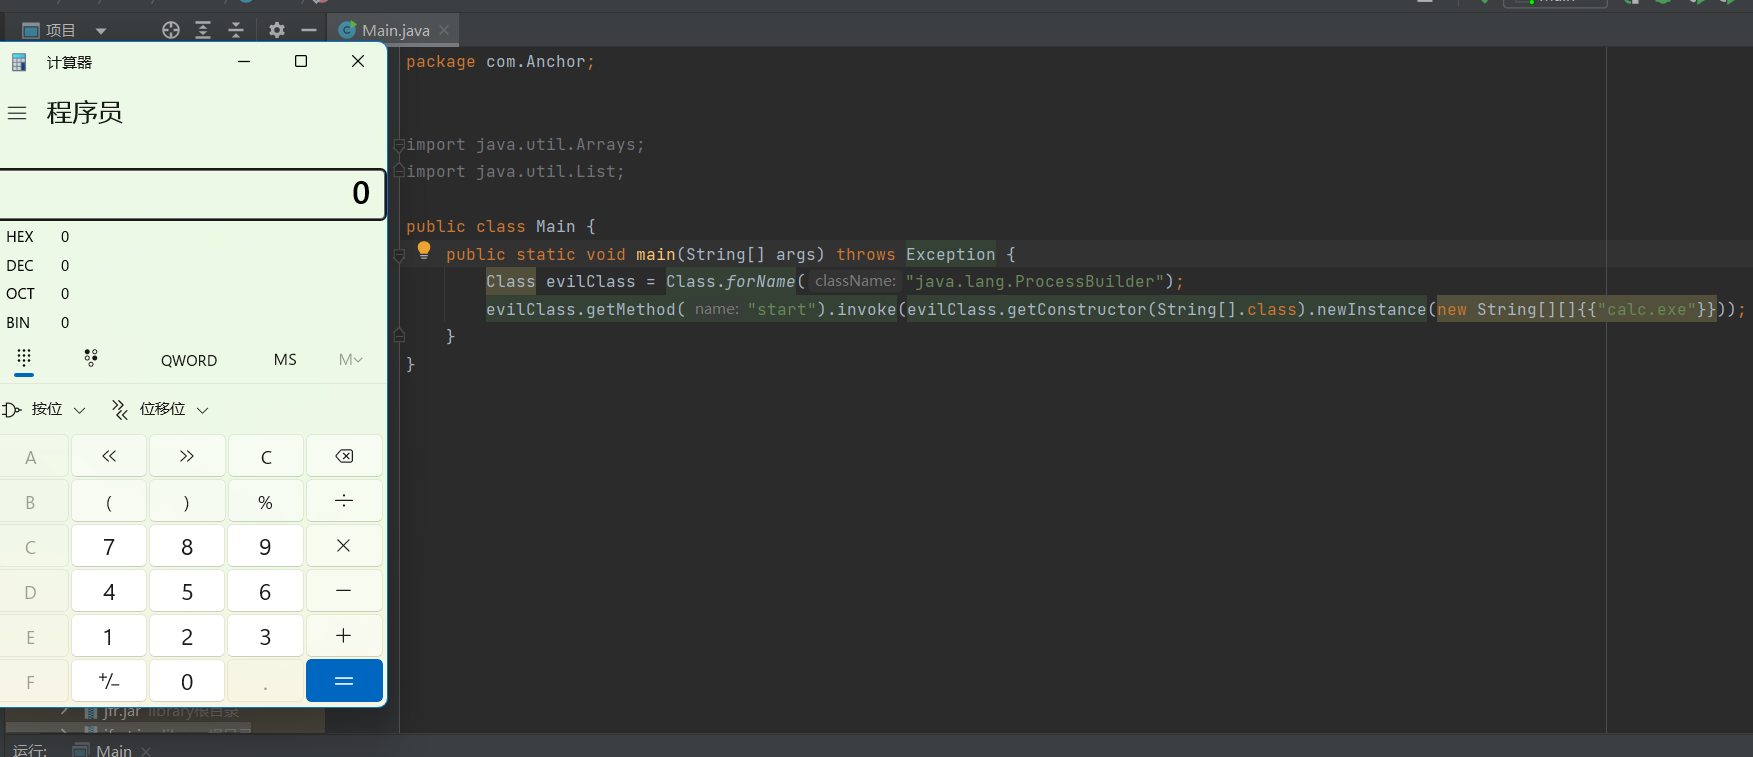 项目
Main.java
计算器
程序员
0
HEX 0
DEC 0
OCT 0
BIN 0
QWORD MS M
按位 位移位
A « » C
B ( ) % ÷
C 7 8 9 ×
D 4 5 6 −
E 1 2 3 +
F +/− 0 . =
package com.Anchor;
import java.util.Arrays;
import java.util.List;
public class Main {
public static void main(String[] args) throws Exception {
Class evilClass = Class.forName( className: "java.lang.ProcessBuilder");
evilClass.getMethod( name: "start").invoke(evilClass.getConstructor(String[].class).newInstance(new String[][]{{"calc.exe"}}));
}
}
jfr.jar library根目录
运行: Main